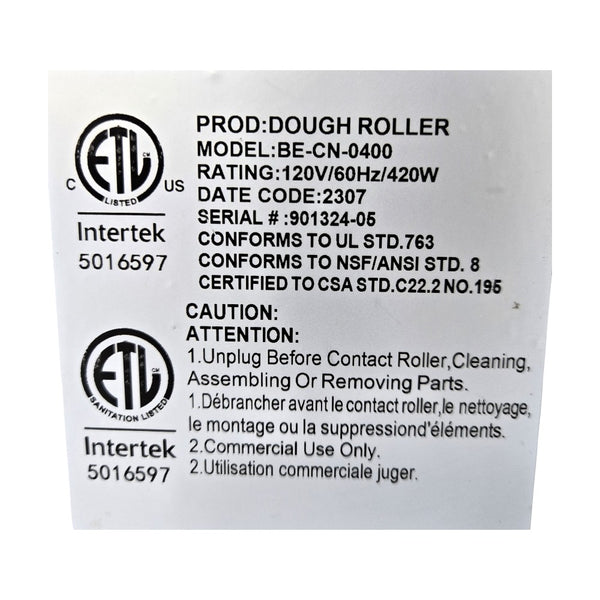 ETL CM
C US
LISTED
Intertek
5016597
PROD:DOUGH ROLLER
MODEL:BE-CN-0400
RATING:120V/60Hz/420W
DATE CODE:2307
SERIAL # :901324-05
CONFORMS TO UL STD.763
CONFORMS TO NSF/ANSI STD. 8
CERTIFIED TO CSA STD.C22.2 NO.195
ETL CM
SANITATION LISTED
Intertek
5016597
CAUTION:
ATTENTION:
1.Unplug Before Contact Roller,Cleaning,
Assembling Or Removing Parts.
1.Débrancher avant le contact roller,le nettoyage,
le montage ou la suppressiond'éléments.
2.Commercial Use Only.
2.Utilisation commerciale juger.